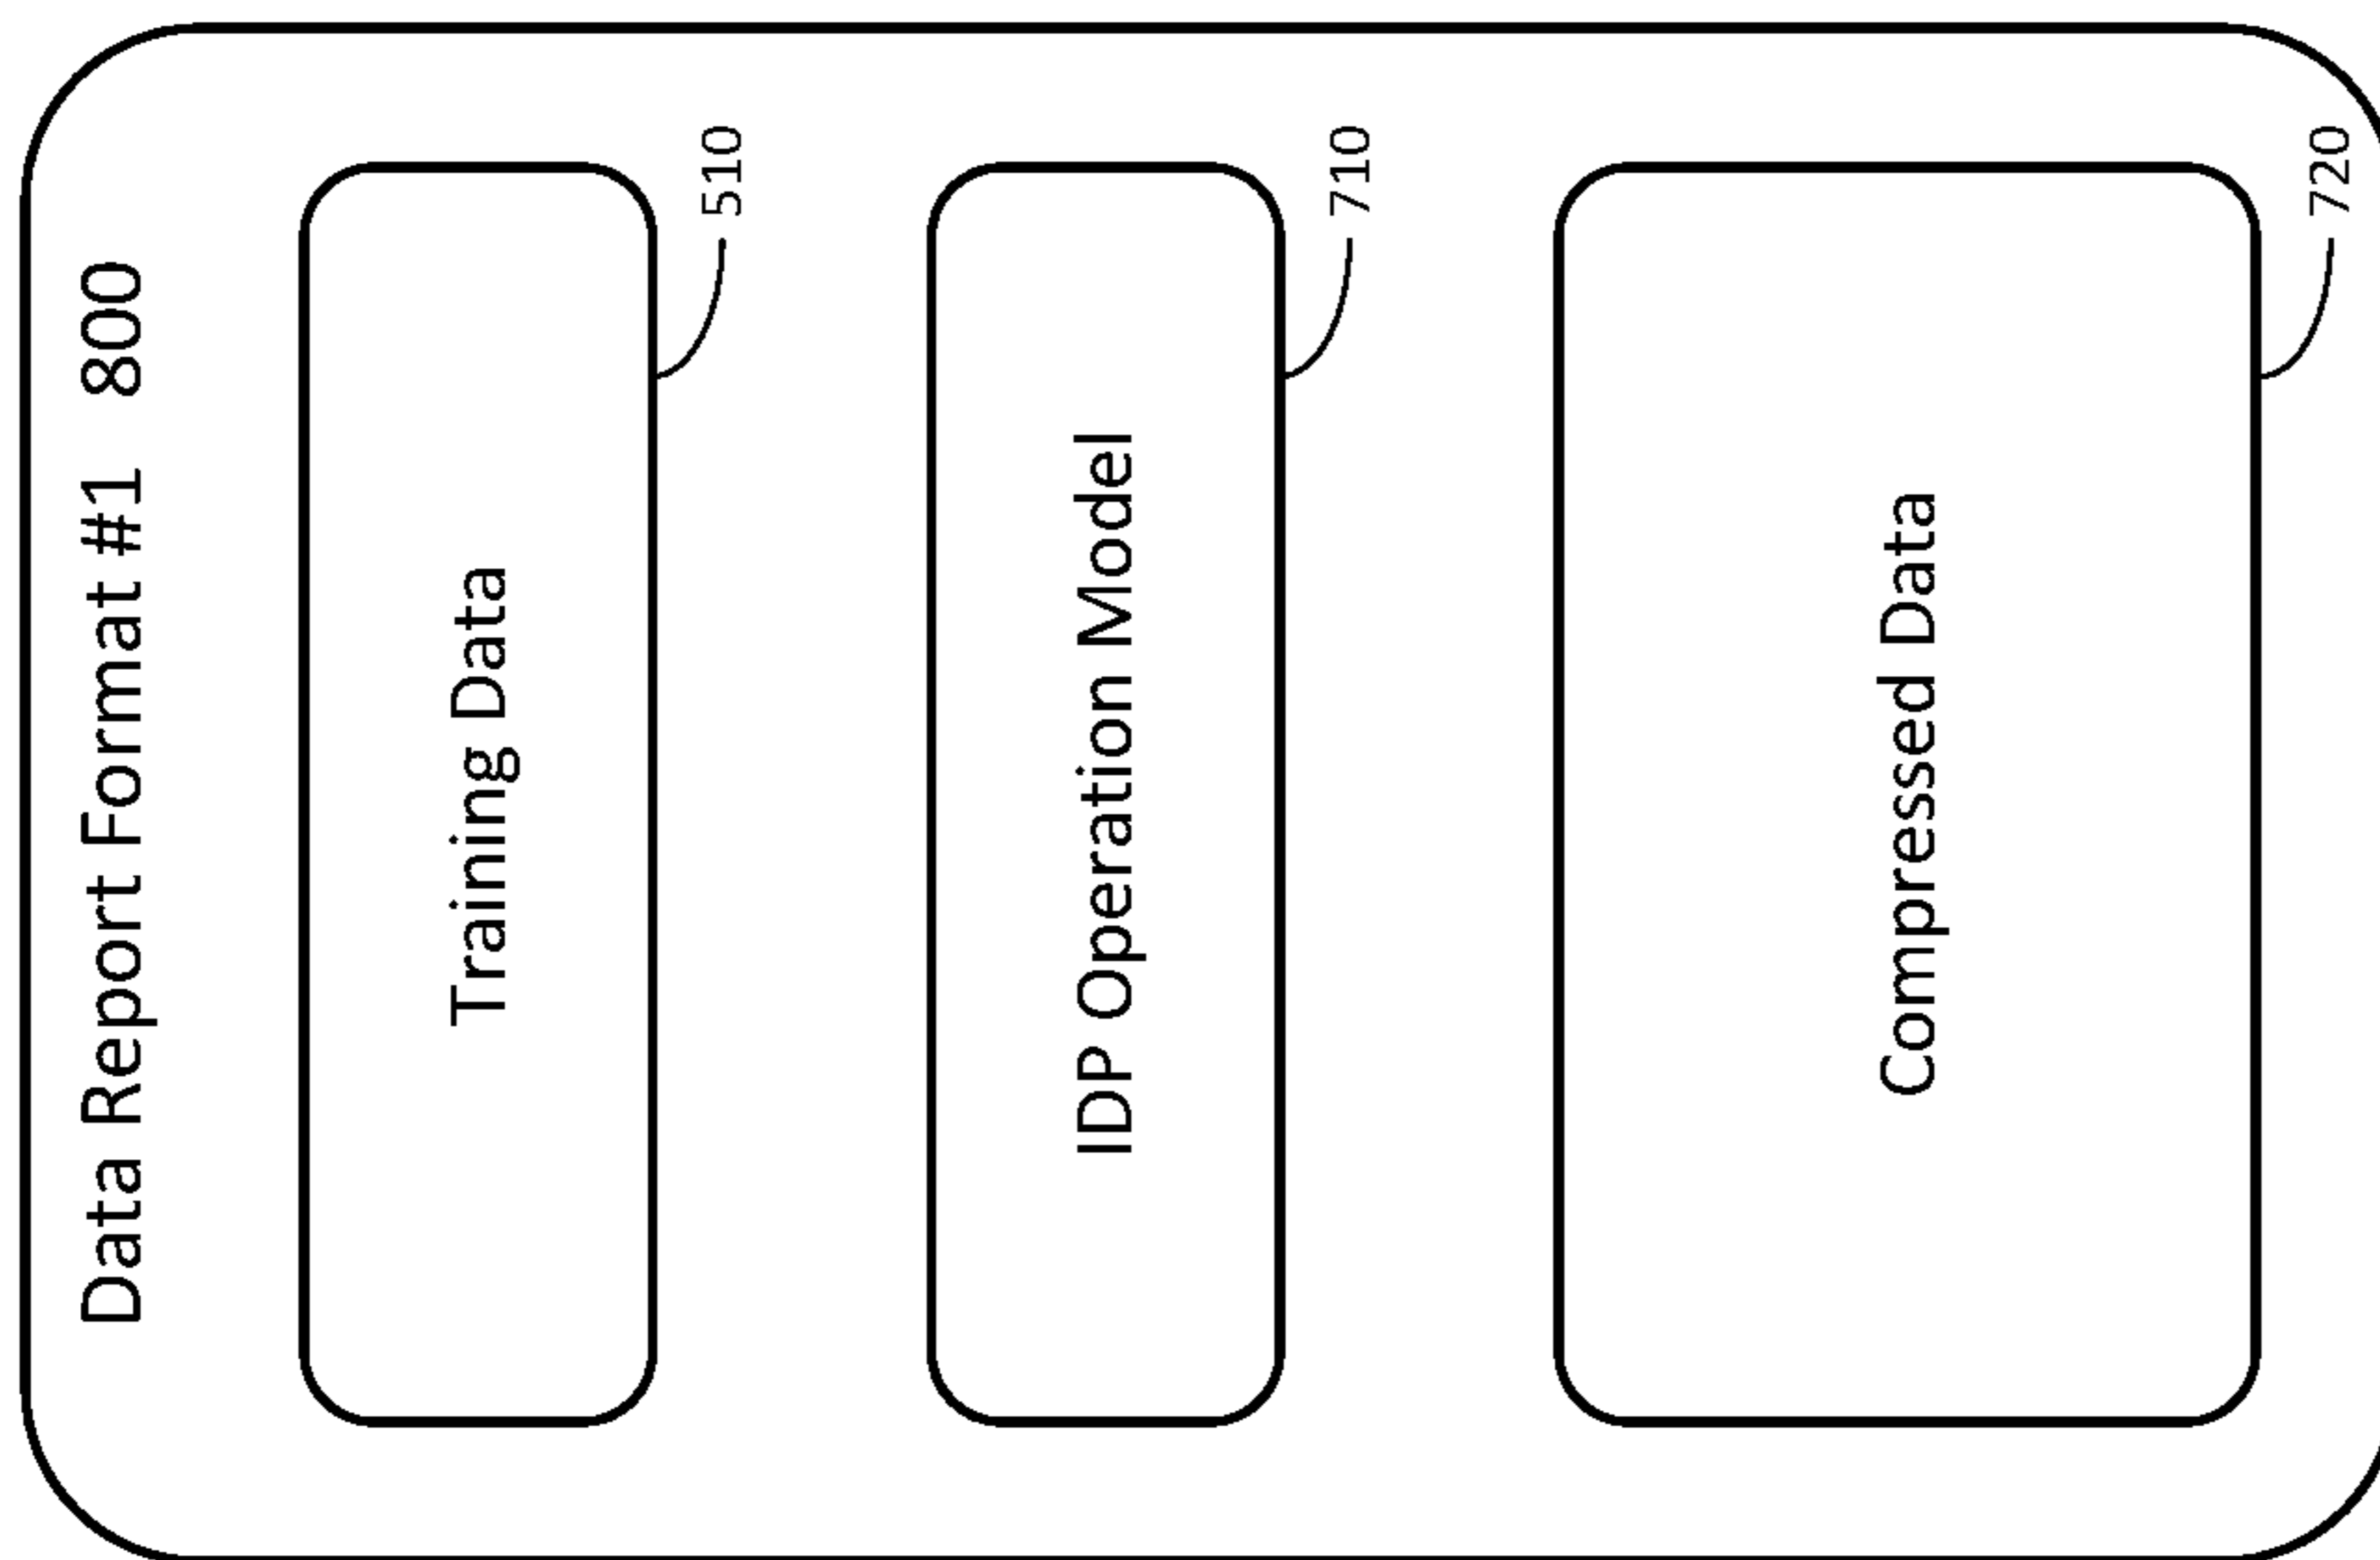 Data Report Format #1 800
Training Data
510
IDP Operation Model
710
Compressed Data
720